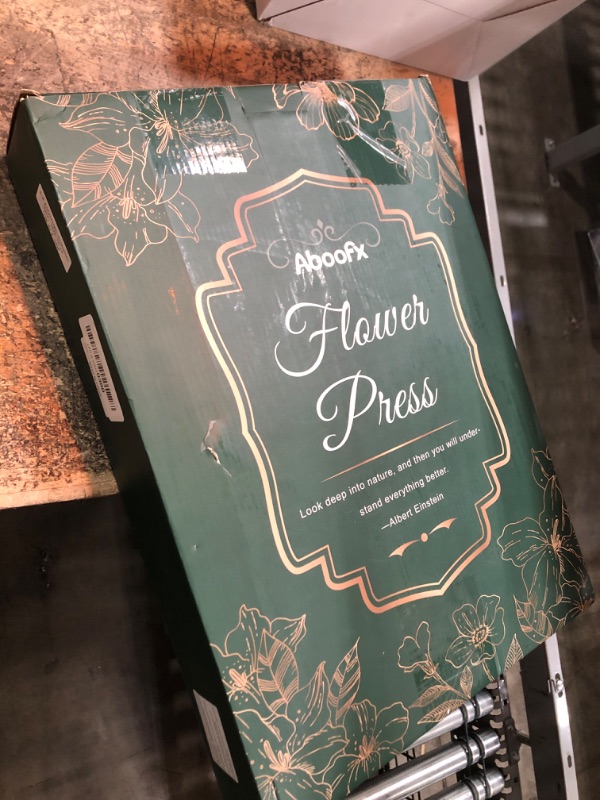 Aboofx
Flower
Press
Look deep into nature, and then you will under-
stand everything better.
—Albert Einstein